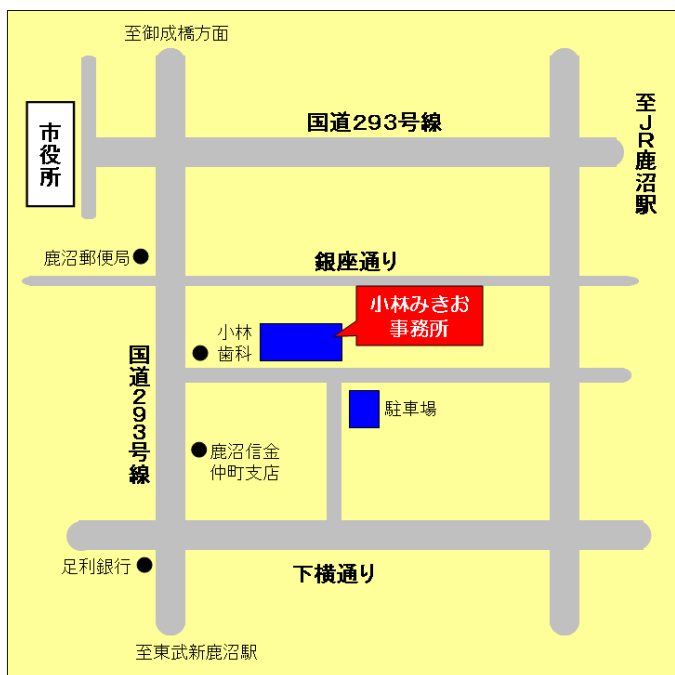 至御成橋方面
国道293号線
市役所
至JR鹿沼駅
鹿沼郵便局
銀座通り
小林みきお
事務所
小林
歯科
国道293号線
駐車場
鹿沼信金
仲町支店
足利銀行
下横通り
至東武新鹿沼駅